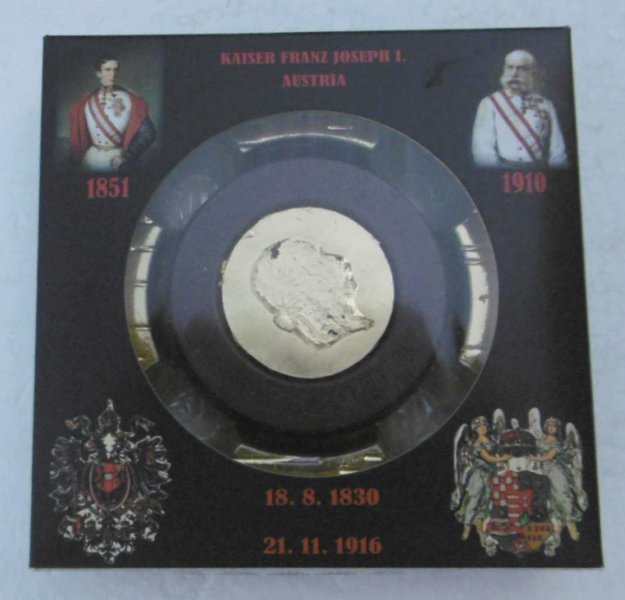 KAISER FRANZ JOSEPH I.
AUSTRIA
1851
1910
18. 8. 1830
21. 11. 1916